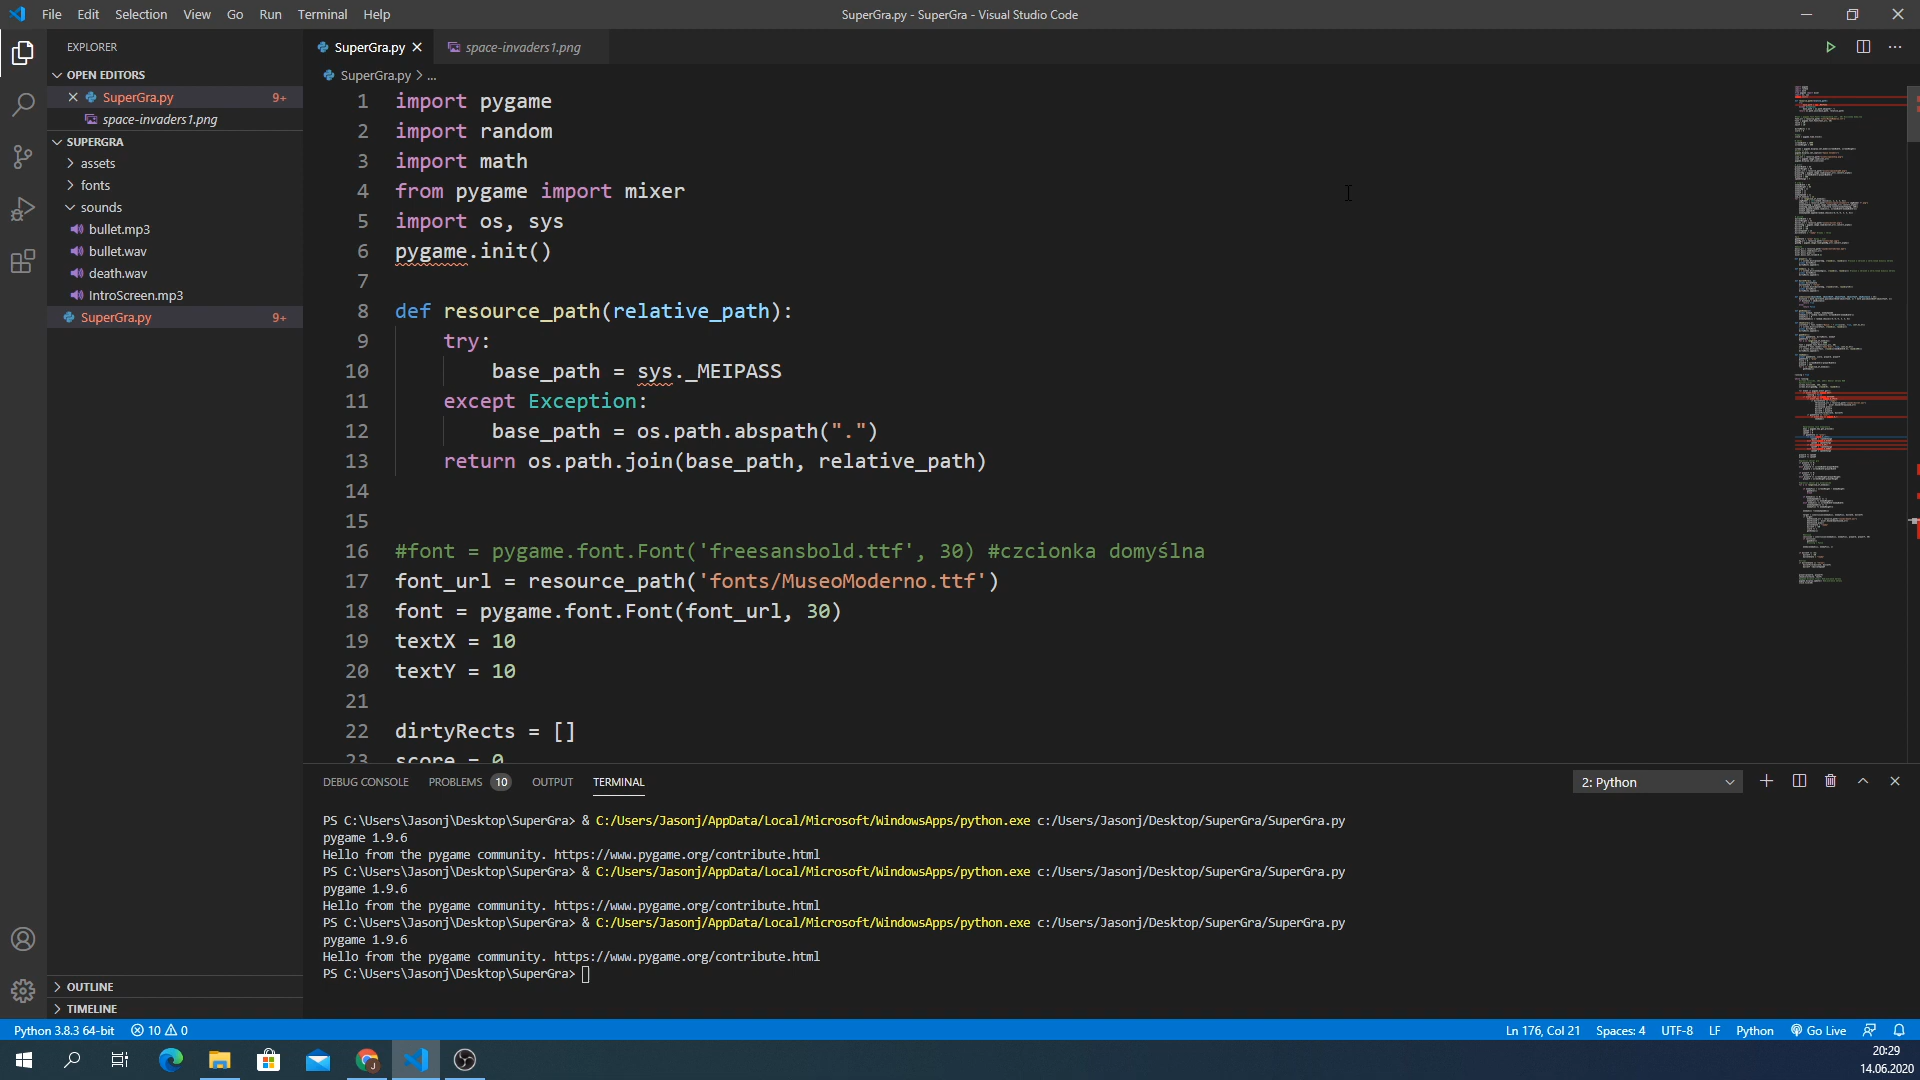 File Edit Selection View Go Run Terminal Help
SuperGra.py - SuperGra - Visual Studio Code
EXPLORER
OPEN EDITORS
SuperGra.py 9+
space-invaders1.png
SUPERGRA
assets
fonts
sounds
bullet.mp3
bullet.wav
death.wav
IntroScreen.mp3
SuperGra.py 9+
OUTLINE
TIMELINE
SuperGra.py
space-invaders1.png
SuperGra.py > ...
1 import pygame
2 import random
3 import math
4 from pygame import mixer
5 import os, sys
6 pygame.init()
7
8 def resource_path(relative_path):
9 try:
10 base_path = sys._MEIPASS
11 except Exception:
12 base_path = os.path.abspath(".")
13 return os.path.join(base_path, relative_path)
14
15
16 #font = pygame.font.Font('freesansbold.ttf', 30) #czcionka domyślna
17 font_url = resource_path('fonts/MuseoModerno.ttf')
18 font = pygame.font.Font(font_url, 30)
19 textX = 10
20 textY = 10
21
22 dirtyRects = []
23 score = 0
DEBUG CONSOLE PROBLEMS 10 OUTPUT TERMINAL
2: Python
PS C:\Users\Jasonj\Desktop\SuperGra> & C:/Users/Jasonj/AppData/Local/Microsoft/WindowsApps/python.exe c:/Users/Jasonj/Desktop/SuperGra/SuperGra.py
pygame 1.9.6
Hello from the pygame community. https://www.pygame.org/contribute.html
PS C:\Users\Jasonj\Desktop\SuperGra> & C:/Users/Jasonj/AppData/Local/Microsoft/WindowsApps/python.exe c:/Users/Jasonj/Desktop/SuperGra/SuperGra.py
pygame 1.9.6
Hello from the pygame community. https://www.pygame.org/contribute.html
PS C:\Users\Jasonj\Desktop\SuperGra> & C:/Users/Jasonj/AppData/Local/Microsoft/WindowsApps/python.exe c:/Users/Jasonj/Desktop/SuperGra/SuperGra.py
pygame 1.9.6
Hello from the pygame community. https://www.pygame.org/contribute.html
PS C:\Users\Jasonj\Desktop\SuperGra>
Python 3.8.3 64-bit 10 0
Ln 176, Col 21 Spaces: 4 UTF-8 LF Python Go Live
20:29
14.06.2020